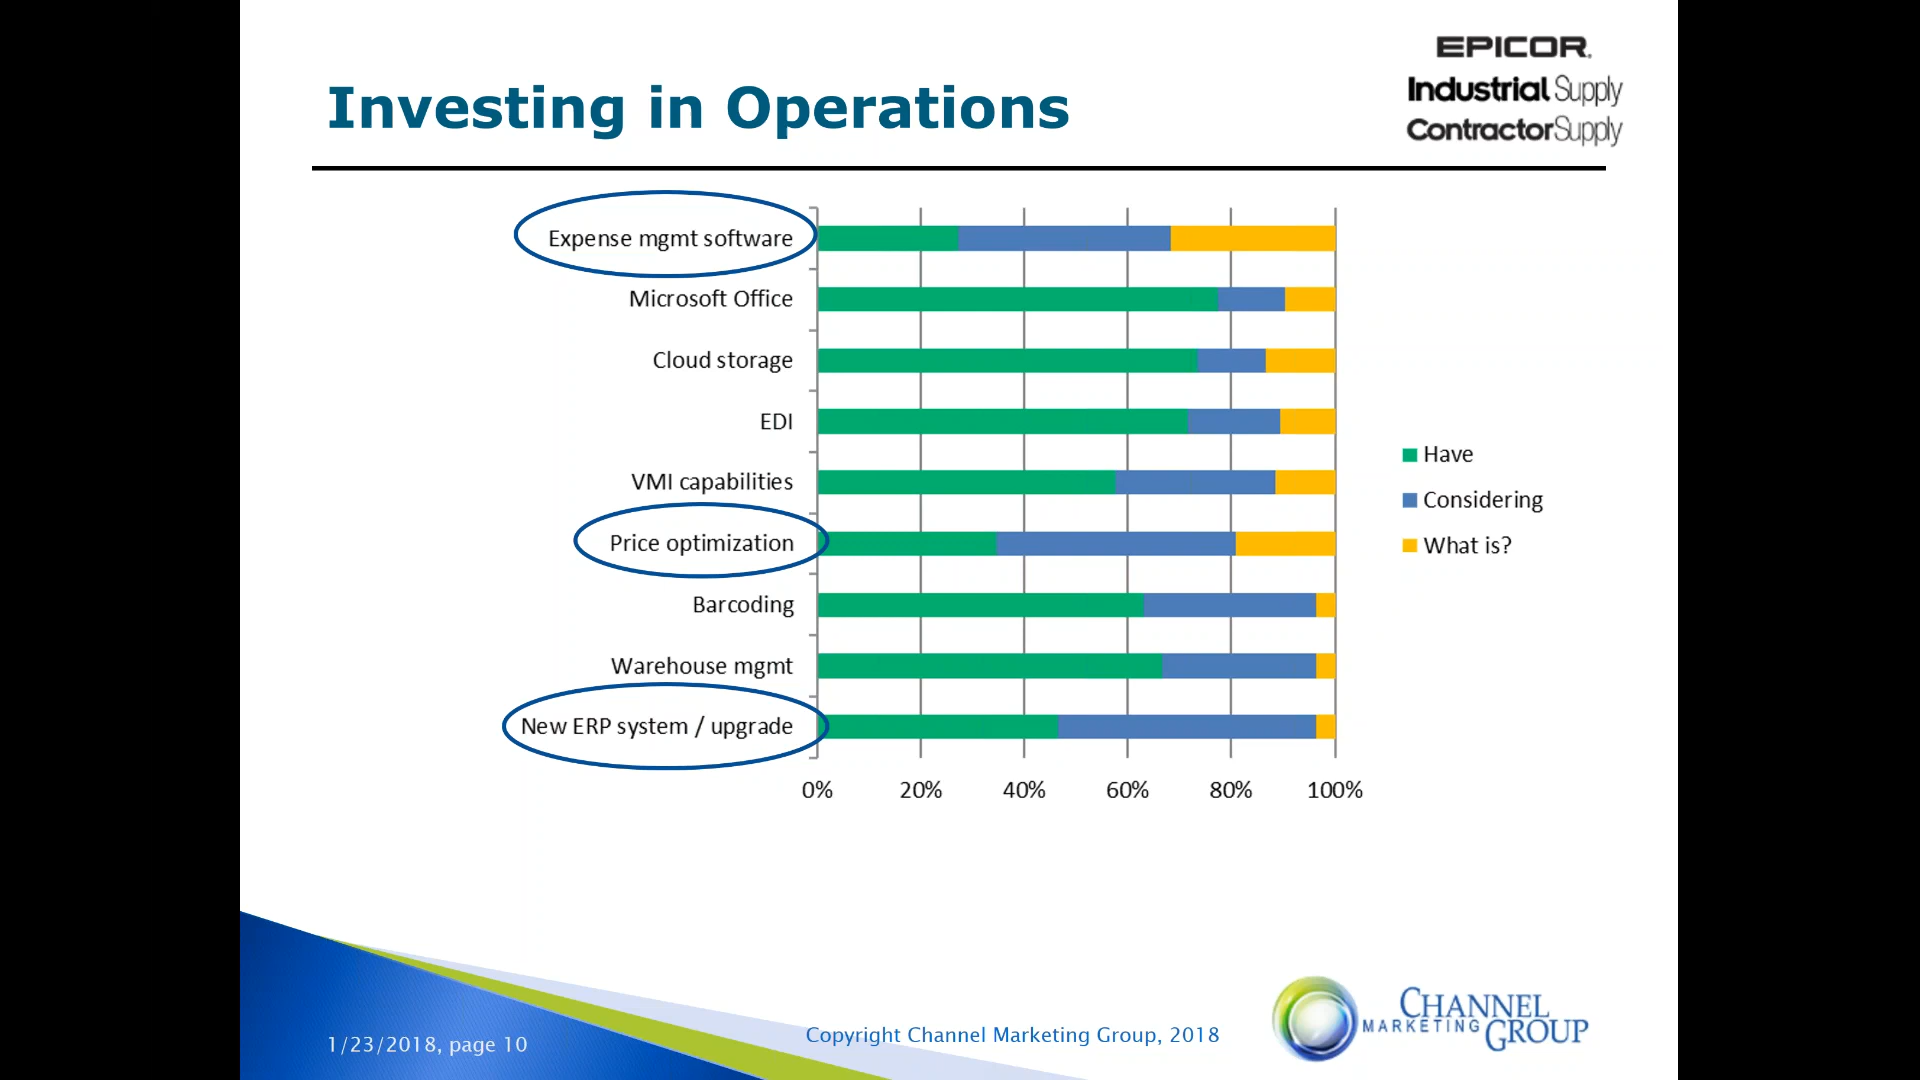 EPICOR
Industrial Supply
ContractorSupply
Investing in Operations
Expense mgmt software
Microsoft Office
Cloud storage
EDI
VMI capabilities
Price optimization
Barcoding
Warehouse mgmt
New ERP system / upgrade
0% 20% 40% 60% 80% 100%
Have
Considering
What is?
1/23/2018, page 10
Copyright Channel Marketing Group, 2018
CHANNEL
MARKETING GROUP